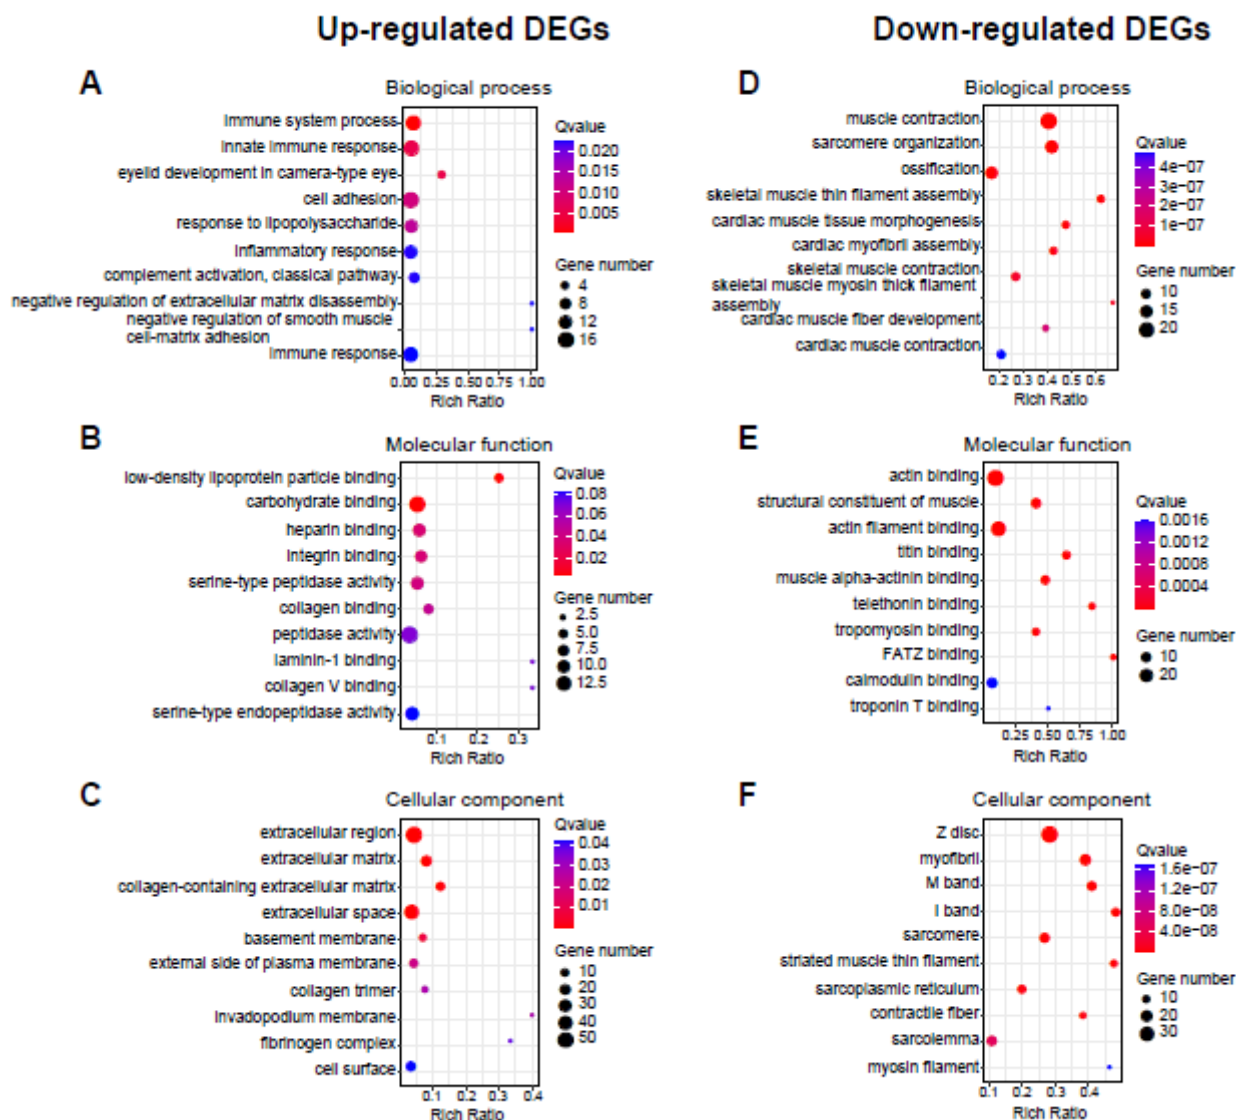 Up-regulated DEGs
Down-regulated DEGs
A
Biological process
immune system process
innate immune response
eyelid development in camera-type eye
cell adhesion
response to lipopolysaccharide
inflammatory response
complement activation, classical pathway
negative regulation of extracellular matrix disassembly
negative regulation of smooth muscle
cell-matrix adhesion
immune response
0.00 0.25 0.50 0.75 1.00
Rich Ratio
Qvalue
0.020
0.015
0.010
0.005
Gene number
4
8
12
16
D
Biological process
muscle contraction
sarcomere organization
ossification
skeletal muscle thin filament assembly
cardiac muscle tissue morphogenesis
cardiac myofibril assembly
skeletal muscle contraction
skeletal muscle myosin thick filament
assembly
cardiac muscle fiber development
cardiac muscle contraction
0.2 0.3 0.4 0.5 0.6
Rich Ratio
Qvalue
4e-07
3e-07
2e-07
1e-07
Gene number
10
15
20
B
Molecular function
low-density lipoprotein particle binding
carbohydrate binding
heparin binding
integrin binding
serine-type peptidase activity
collagen binding
peptidase activity
laminin-1 binding
collagen V binding
serine-type endopeptidase activity
0.1 0.2 0.3
Rich Ratio
Qvalue
0.08
0.06
0.04
0.02
Gene number
2.5
5.0
7.5
10.0
12.5
E
Molecular function
actin binding
structural constituent of muscle
actin filament binding
titin binding
muscle alpha-actinin binding
telethonin binding
tropomyosin binding
FATZ binding
calmodulin binding
troponin T binding
0.25 0.50 0.75 1.00
Rich Ratio
Qvalue
0.0016
0.0012
0.0008
0.0004
Gene number
10
20
C
Cellular component
extracellular region
extracellular matrix
collagen-containing extracellular matrix
extracellular space
basement membrane
external side of plasma membrane
collagen trimer
invadopodium membrane
fibrinogen complex
cell surface
0.1 0.2 0.3 0.4
Rich Ratio
Qvalue
0.04
0.03
0.02
0.01
Gene number
10
20
30
40
50
F
Cellular component
Z disc
myofibril
M band
I band
sarcomere
striated muscle thin filament
sarcoplasmic reticulum
contractile fiber
sarcolemma
myosin filament
0.1 0.2 0.3 0.4
Rich Ratio
Qvalue
1.6e-07
1.2e-07
8.0e-08
4.0e-08
Gene number
10
20
30